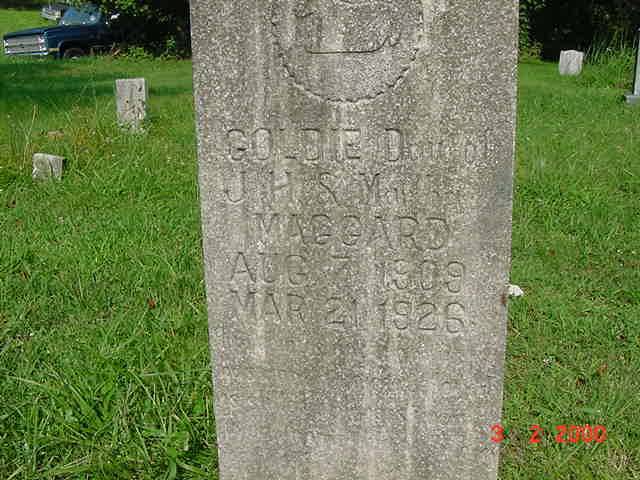 GOLDIE Dau of
J. H. & M
MAGGARD
AUG 7 1909
MAR 21 1926
3 2 2000